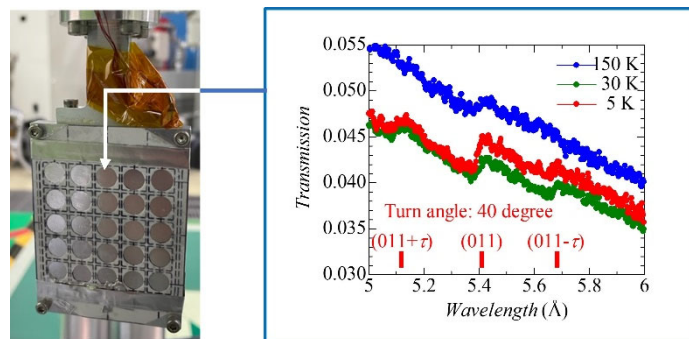 0.055
0.050
0.045
0.040
0.035
0.030
Transmission
150 K
30 K
5 K
Turn angle: 40 degree
(011+τ) (011) (011-τ)
5 5.2 5.4 5.6 5.8 6
Wavelength (Å)